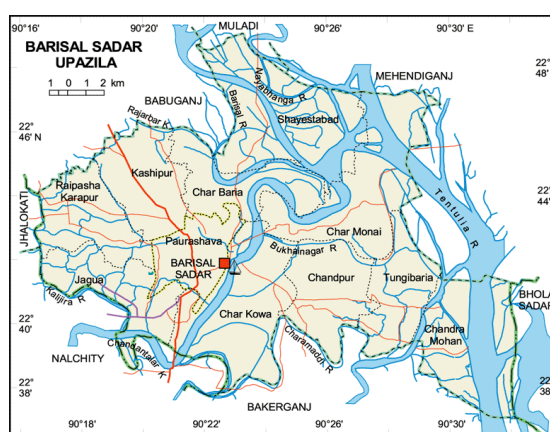 90° 16'
90° 20'
MULADI
90° 26'
90° 30' E
BARISAL SADAR
UPAZILA
1 0 2 km
22°
48'
MEHENDIGANJ
BABUGANJ
Nayabhanga R
Barisal R
Rajarbar K
Shayestabad
22°
46' N
Kashipur
Raipasha
Karapur
Char Baria
22°
44'
JHALOKATI
Tentulia R
Char Monai
Paurashava
Bukhainagar R
BARISAL
SADAR
Chandpur
Tungibaria
Jagua
Kalijira R
BHOLA
SADAR
22°
40'
Char Kowa
Charamaddi R
Chandra
Mohan
NALCHITY
Chandantalar K
22°
38'
22°
38'
BAKERGANJ
90° 18'
90° 22'
90° 26'
90° 30'